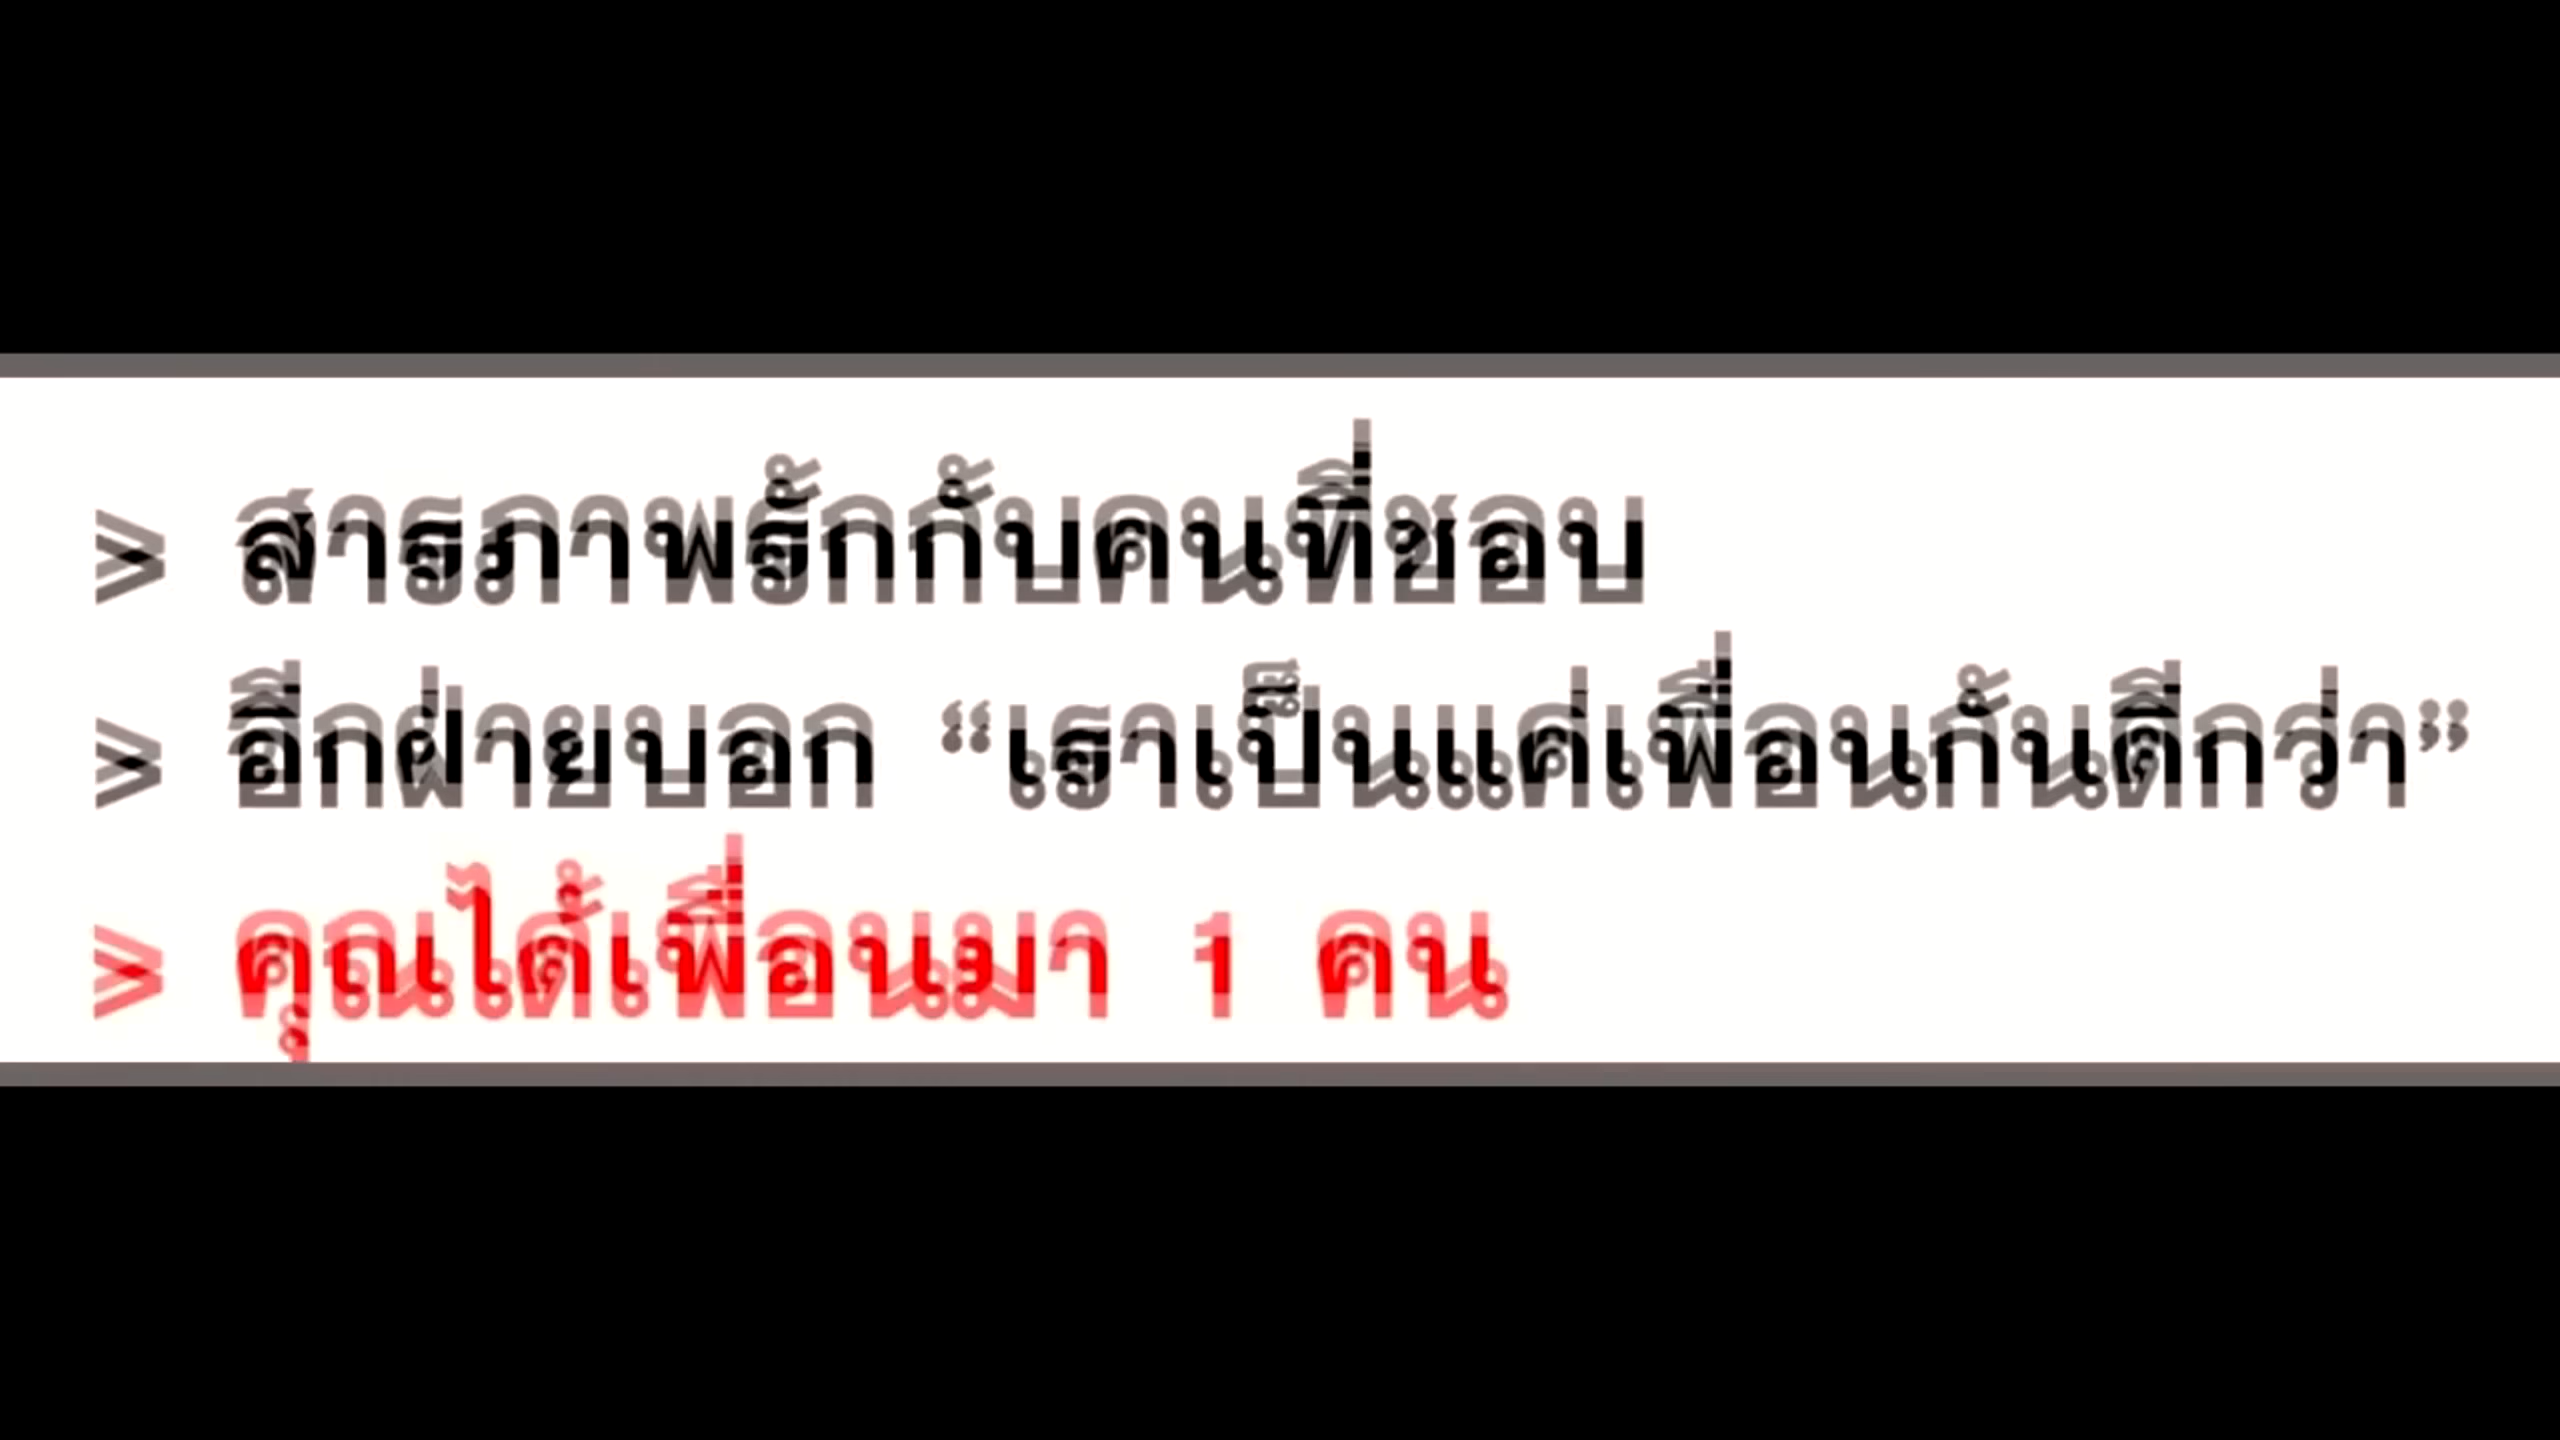 > สารภาพรักกับคนที่ชอบ
> อีกฝ่ายบอก “เราเป็นแค่เพื่อนกันดีกว่า”
> คุณได้เพื่อนมา 1 คน